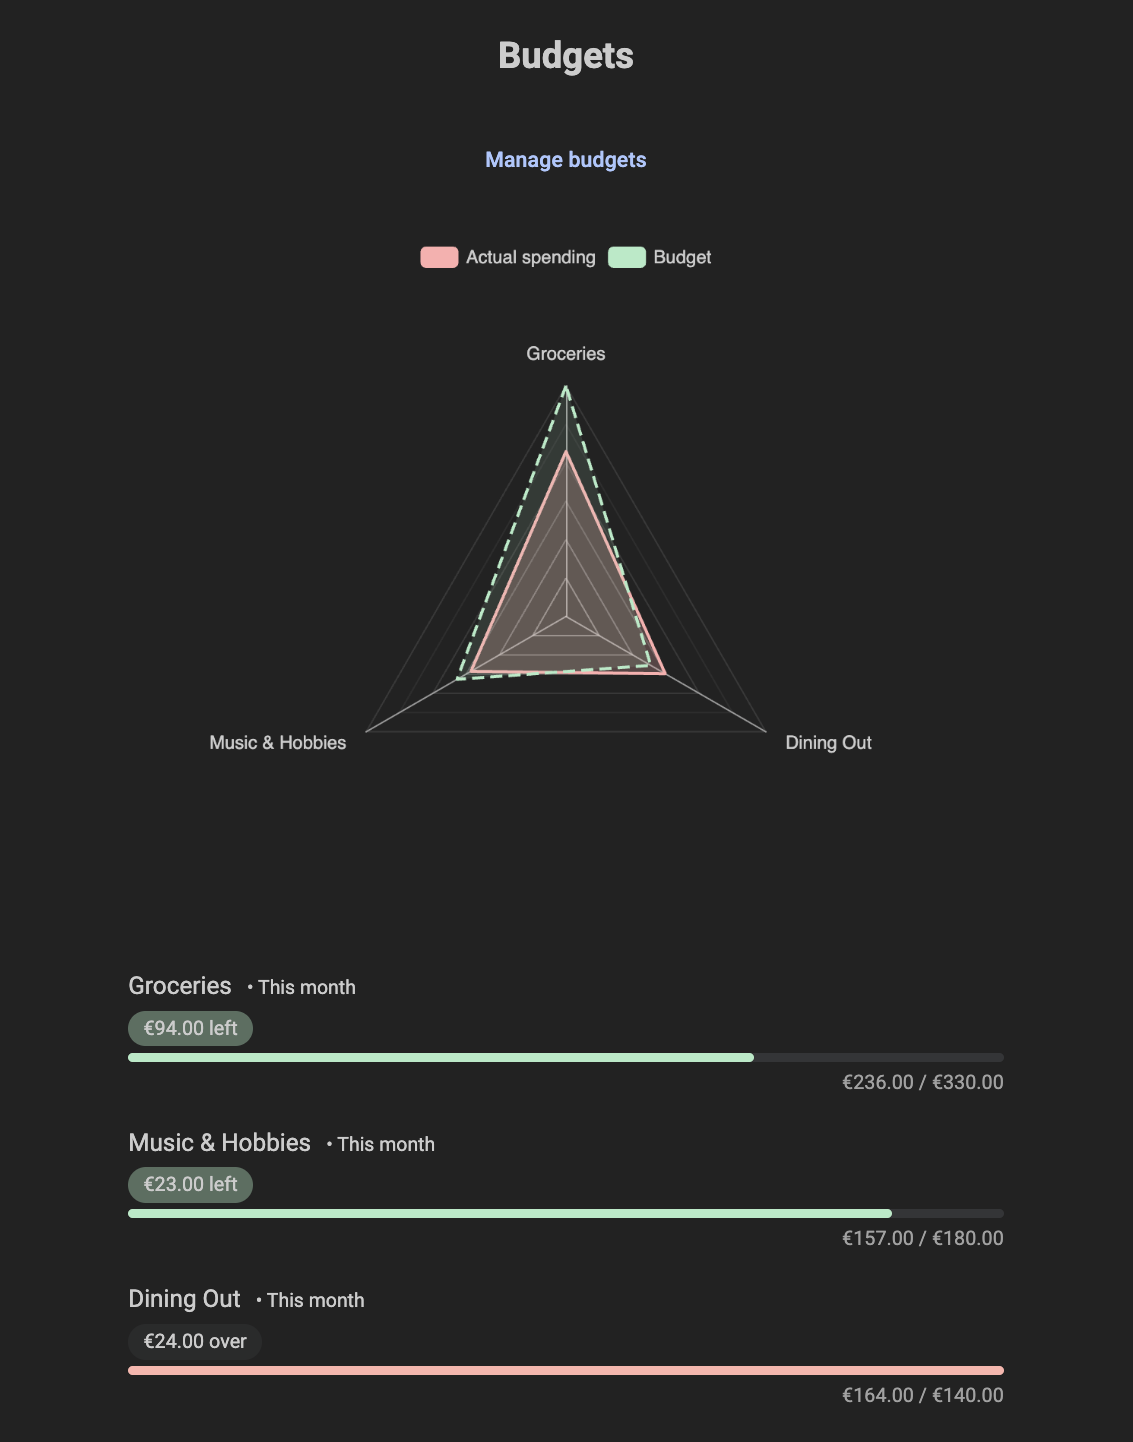 Budgets
Manage budgets
Actual spending Budget
Groceries
Music & Hobbies Dining Out
Groceries • This month
€94.00 left
€236.00 / €330.00
Music & Hobbies • This month
€23.00 left
€157.00 / €180.00
Dining Out • This month
€24.00 over
€164.00 / €140.00